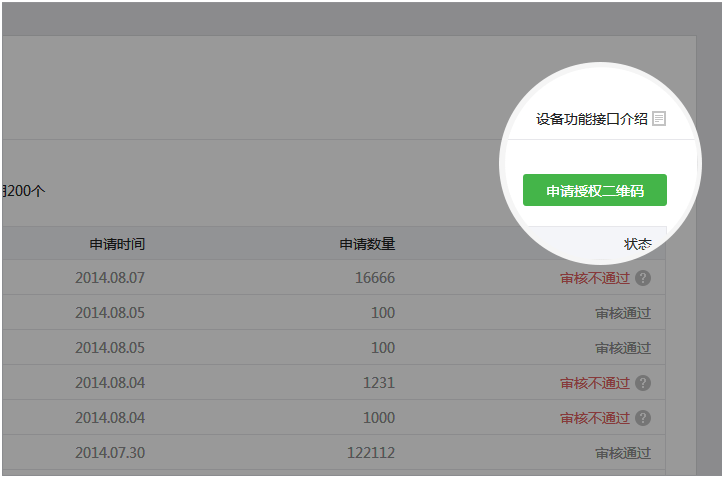 设备功能接口介绍
申请授权二维码
用200个
申请时间 申请数量 状态
2014.08.07 16666 审核不通过 ?
2014.08.05 100 审核通过
2014.08.05 100 审核通过
2014.08.04 1231 审核不通过 ?
2014.08.04 1000 审核不通过 ?
2014.07.30 122112 审核通过